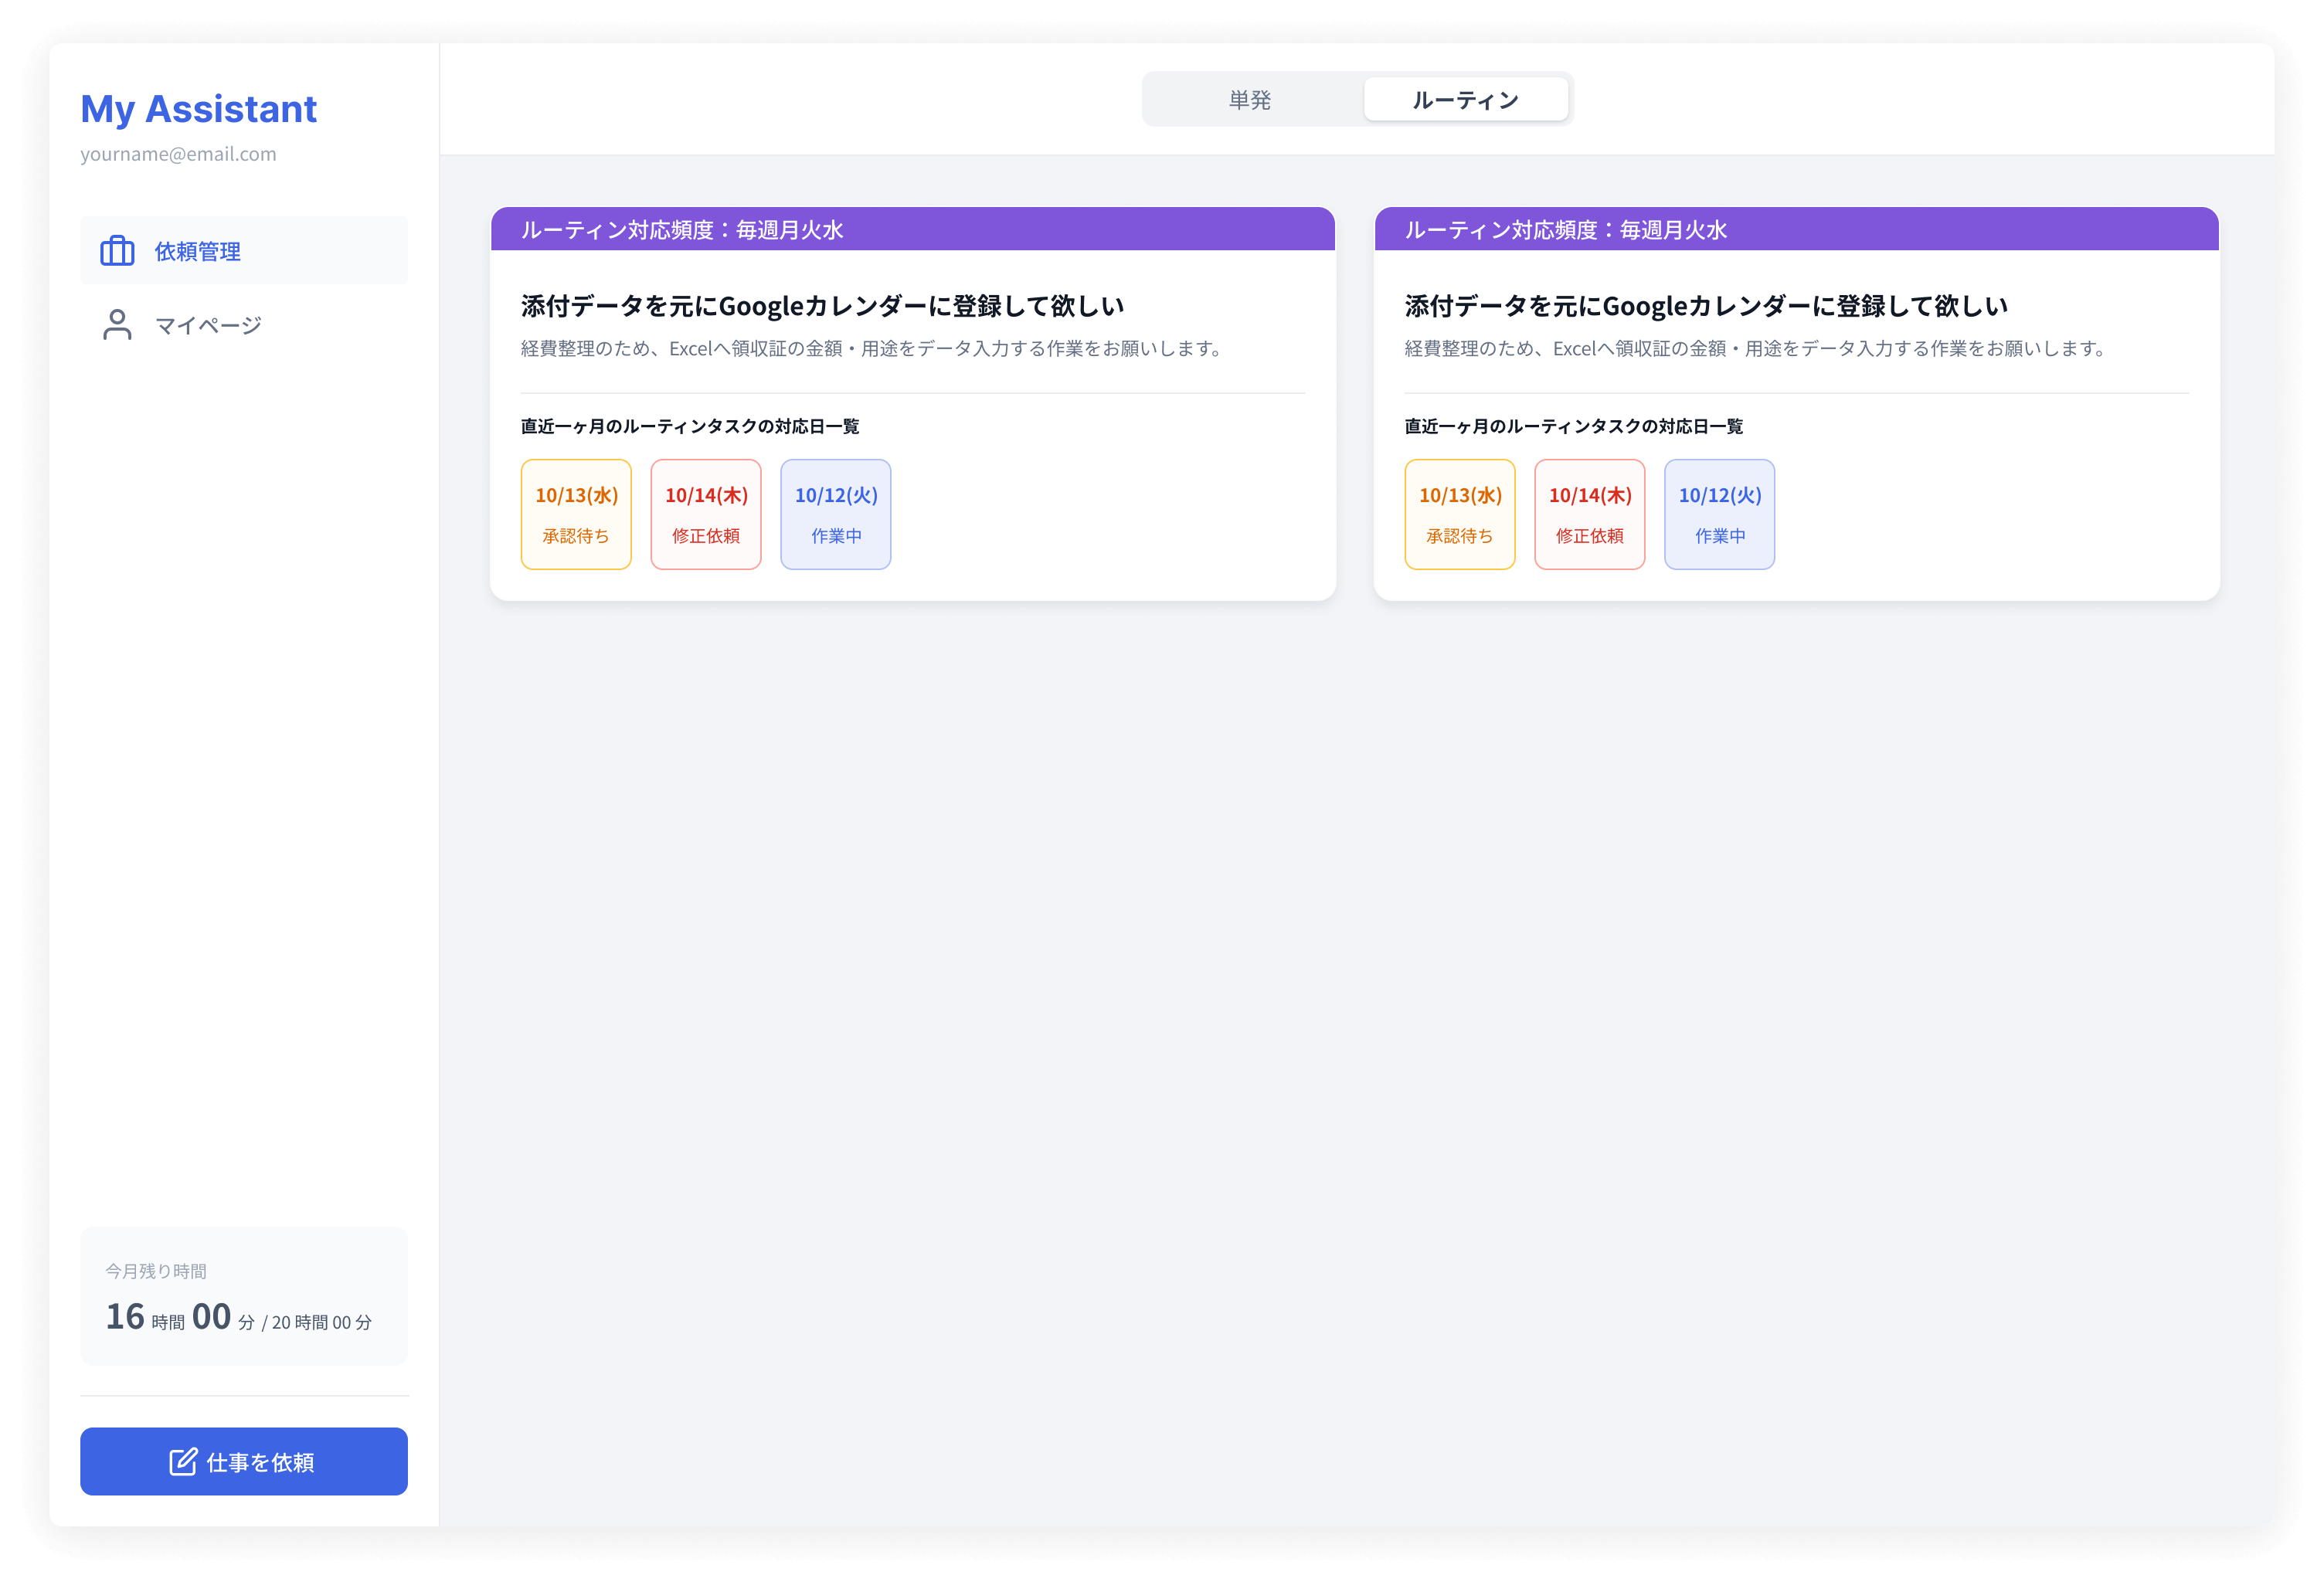 My Assistant
yourname@email.com
依頼管理
マイページ
今月残り時間
16 時間 00 分 / 20 時間 00 分
仕事を依頼
単発
ルーティン
ルーティン対応頻度：毎週月火水
添付データを元にGoogleカレンダーに登録して欲しい
経費整理のため、Excelへ領収証の金額・用途をデータ入力する作業をお願いします。
直近一ヶ月のルーティンタスクの対応日一覧
10/13(水)
承認待ち
10/14(木)
修正依頼
10/12(火)
作業中
ルーティン対応頻度：毎週月火水
添付データを元にGoogleカレンダーに登録して欲しい
経費整理のため、Excelへ領収証の金額・用途をデータ入力する作業をお願いします。
直近一ヶ月のルーティンタスクの対応日一覧
10/13(水)
承認待ち
10/14(木)
修正依頼
10/12(火)
作業中